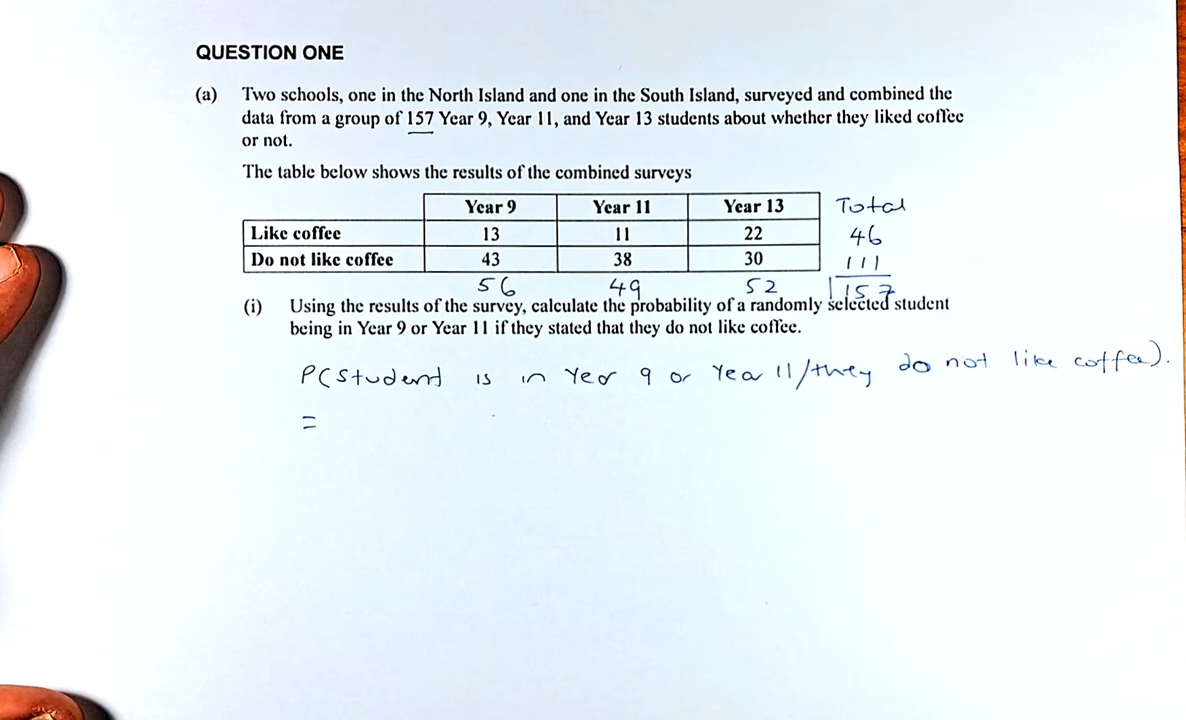 QUESTION ONE
(a) Two schools, one in the North Island and one in the South Island, surveyed and combined the
data from a group of 157 Year 9, Year 11, and Year 13 students about whether they liked coffee
or not.
The table below shows the results of the combined surveys
Year 9 Year 11 Year 13 Total
Like coffee 13 11 22 46
Do not like coffee 43 38 30 111
56 49 52 157
(i) Using the results of the survey, calculate the probability of a randomly selected student
being in Year 9 or Year 11 if they stated that they do not like coffee.
P(Student is in Year 9 or Year 11/they do not like coffee).
=